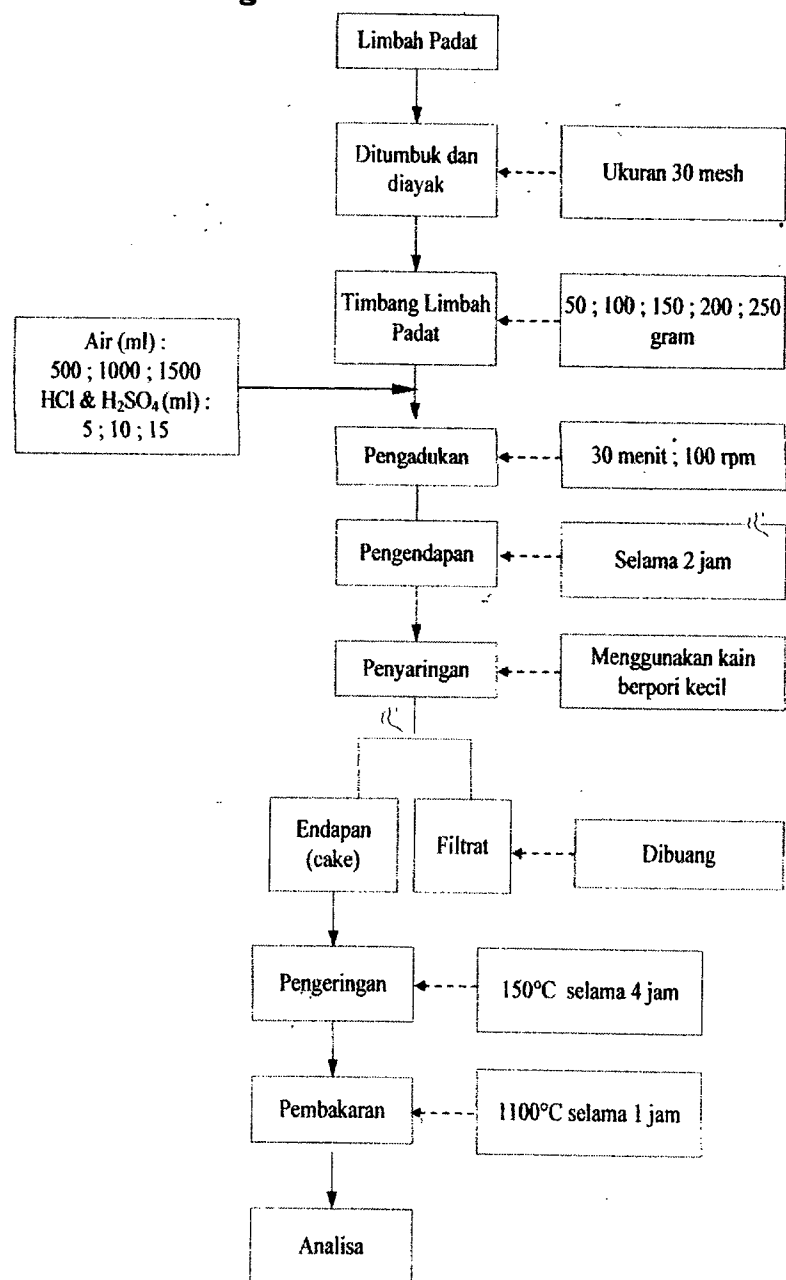 Limbah Padat
Ditumbuk dan
diayak
Ukuran 30 mesh
Timbang Limbah
Padat
50 ; 100 ; 150 ; 200 ; 250
gram
Air (ml) :
500 ; 1000 ; 1500
HCl & H₂SO₄ (ml) :
5 ; 10 ; 15
Pengadukan
30 menit ; 100 rpm
Pengendapan
Selama 2 jam
Penyaringan
Menggunakan kain
berpori kecil
Endapan
(cake)
Filtrat
Dibuang
Pengeringan
150°C selama 4 jam
Pembakaran
1100°C selama 1 jam
Analisa